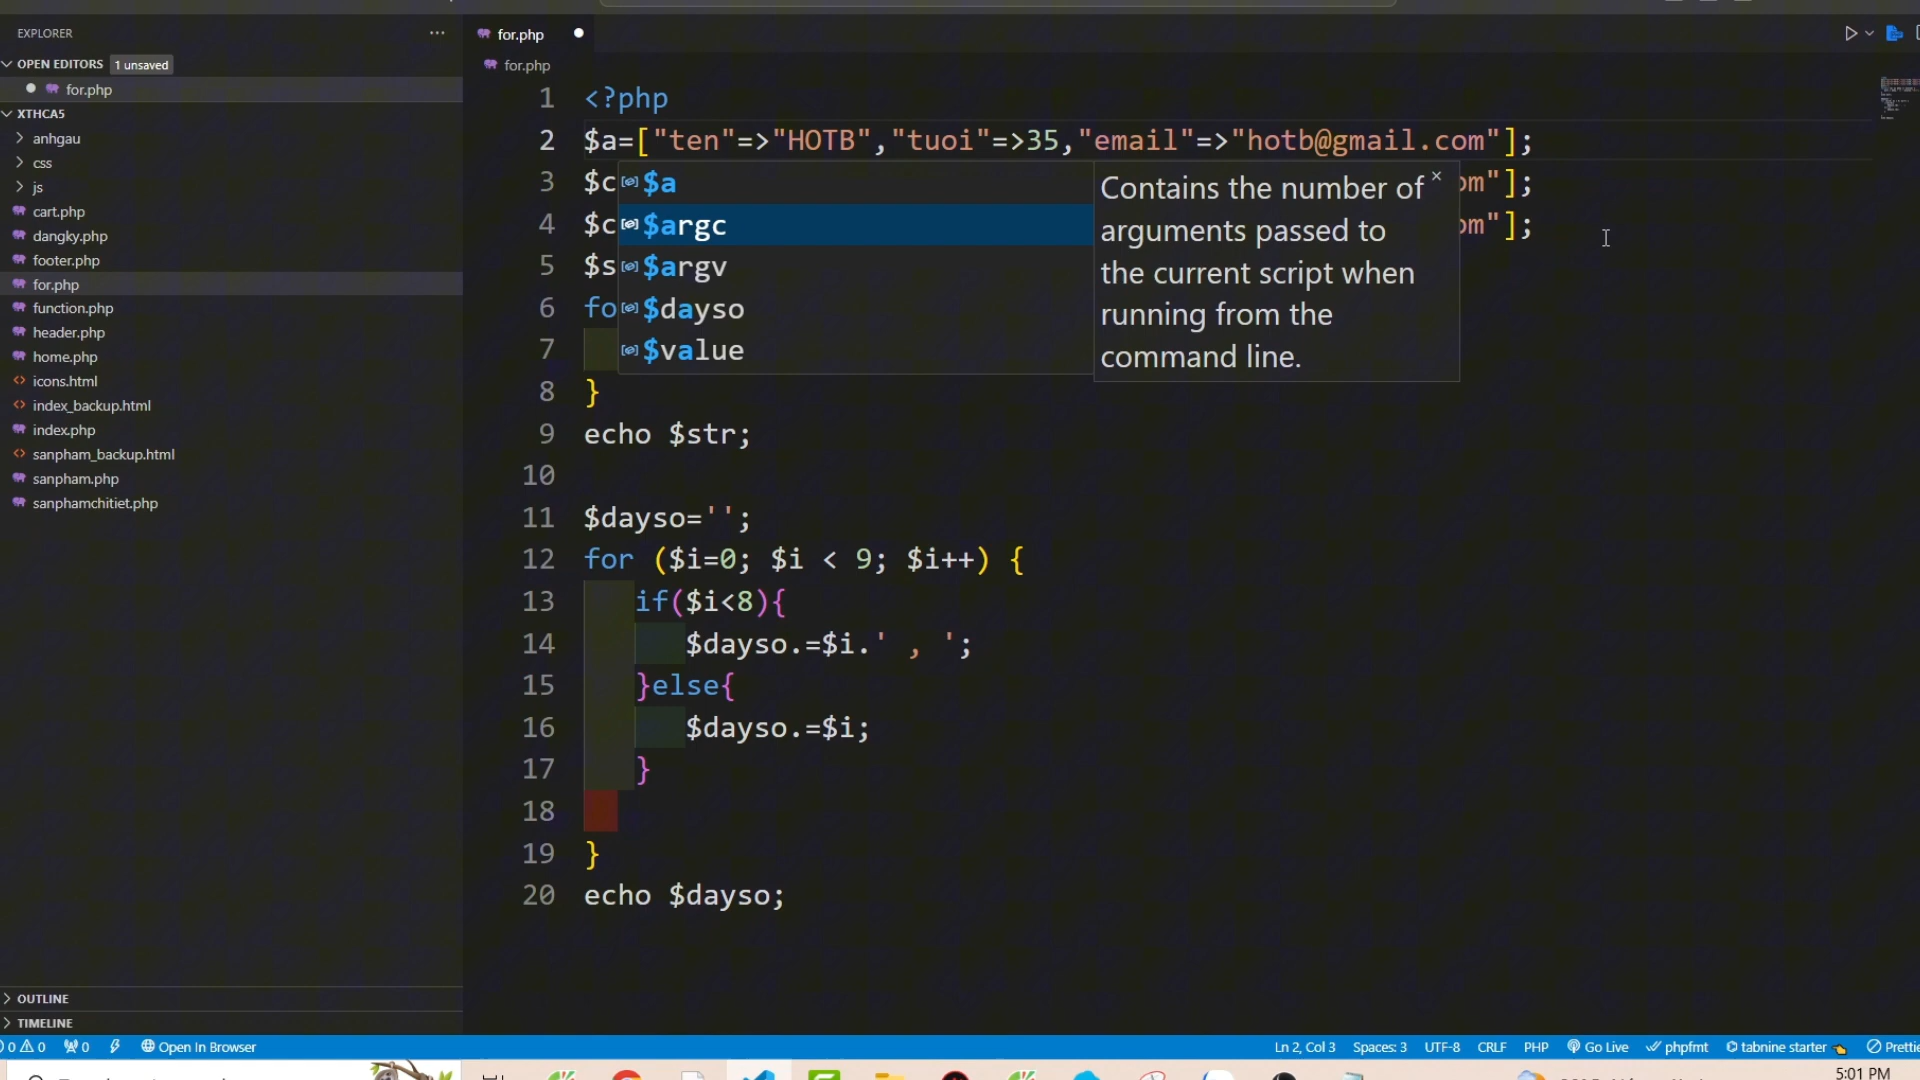 EXPLORER
OPEN EDITORS 1 unsaved
for.php
XTHCA5
anhgau
css
js
cart.php
dangky.php
footer.php
for.php
function.php
header.php
home.php
icons.html
index_backup.html
index.php
sanpham_backup.html
sanpham.php
sanphamchitiet.php
OUTLINE
TIMELINE
for.php
for.php
1 <?php
2 $a=["ten"=>"HOTB","tuoi"=>35,"email"=>"hotb@gmail.com"];
3 $c om"];
4 $c om"];
5 $s
6 fo
7
8 }
9 echo $str;
10
11 $dayso='';
12 for ($i=0; $i < 9; $i++) {
13 if($i<8){
14 $dayso.=$i.' , ';
15 }else{
16 $dayso.=$i;
17 }
18
19 }
20 echo $dayso;
$a
$argc
$argv
$dayso
$value
Contains the number of
arguments passed to
the current script when
running from the
command line.
0 0 0 Open In Browser Ln 2, Col 3 Spaces: 3 UTF-8 CRLF PHP Go Live phpfmt tabnine starter Prettie
5:01 PM